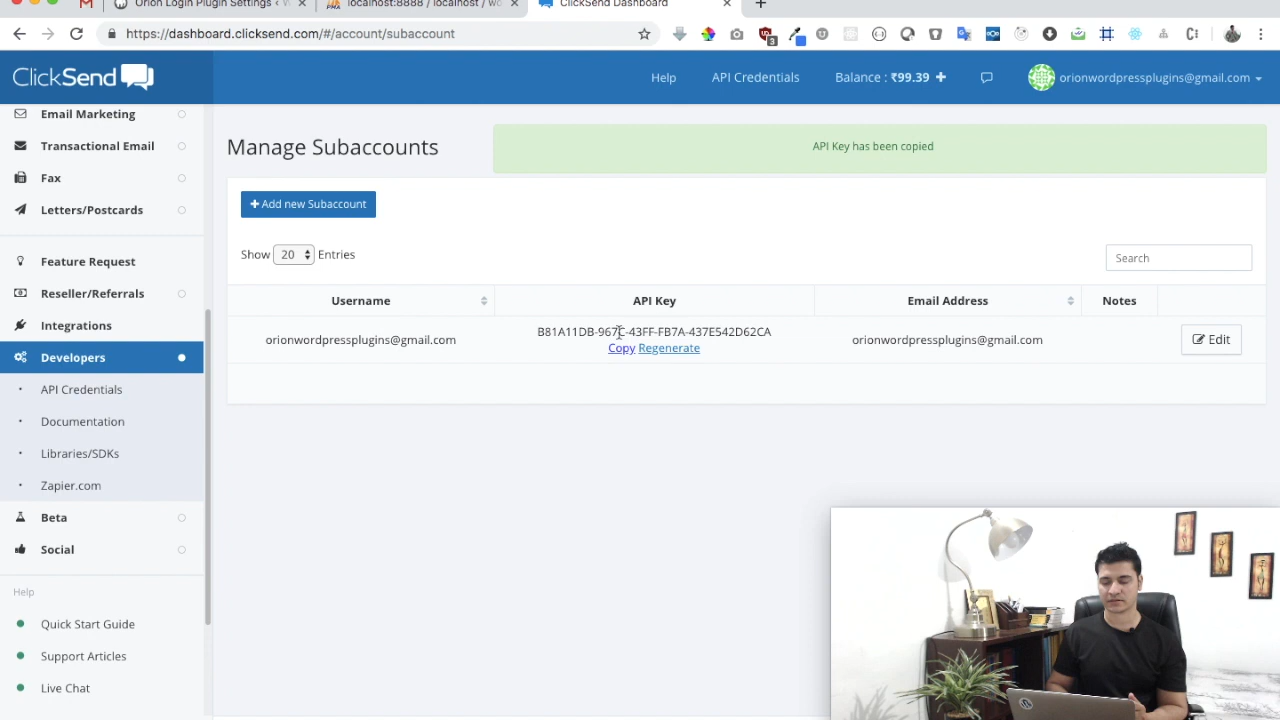 Orion Login Plugin Settings ‹ W
localhost:8888 / localhost / wo
ClickSend Dashboard
https://dashboard.clicksend.com/#/account/subaccount
3
ClickSend
Help
API Credentials
Balance : ₹99.39
orionwordpressplugins@gmail.com
Email Marketing
Transactional Email
Fax
Letters/Postcards
Feature Request
Reseller/Referrals
Integrations
Developers
API Credentials
Documentation
Libraries/SDKs
Zapier.com
Beta
Social
Help
Quick Start Guide
Support Articles
Live Chat
Manage Subaccounts
API Key has been copied
+ Add new Subaccount
Show 20 Entries
Search
Username API Key Email Address Notes
orionwordpressplugins@gmail.com B81A11DB-967C-43FF-FB7A-437E542D62CA orionwordpressplugins@gmail.com Edit
Copy Regenerate